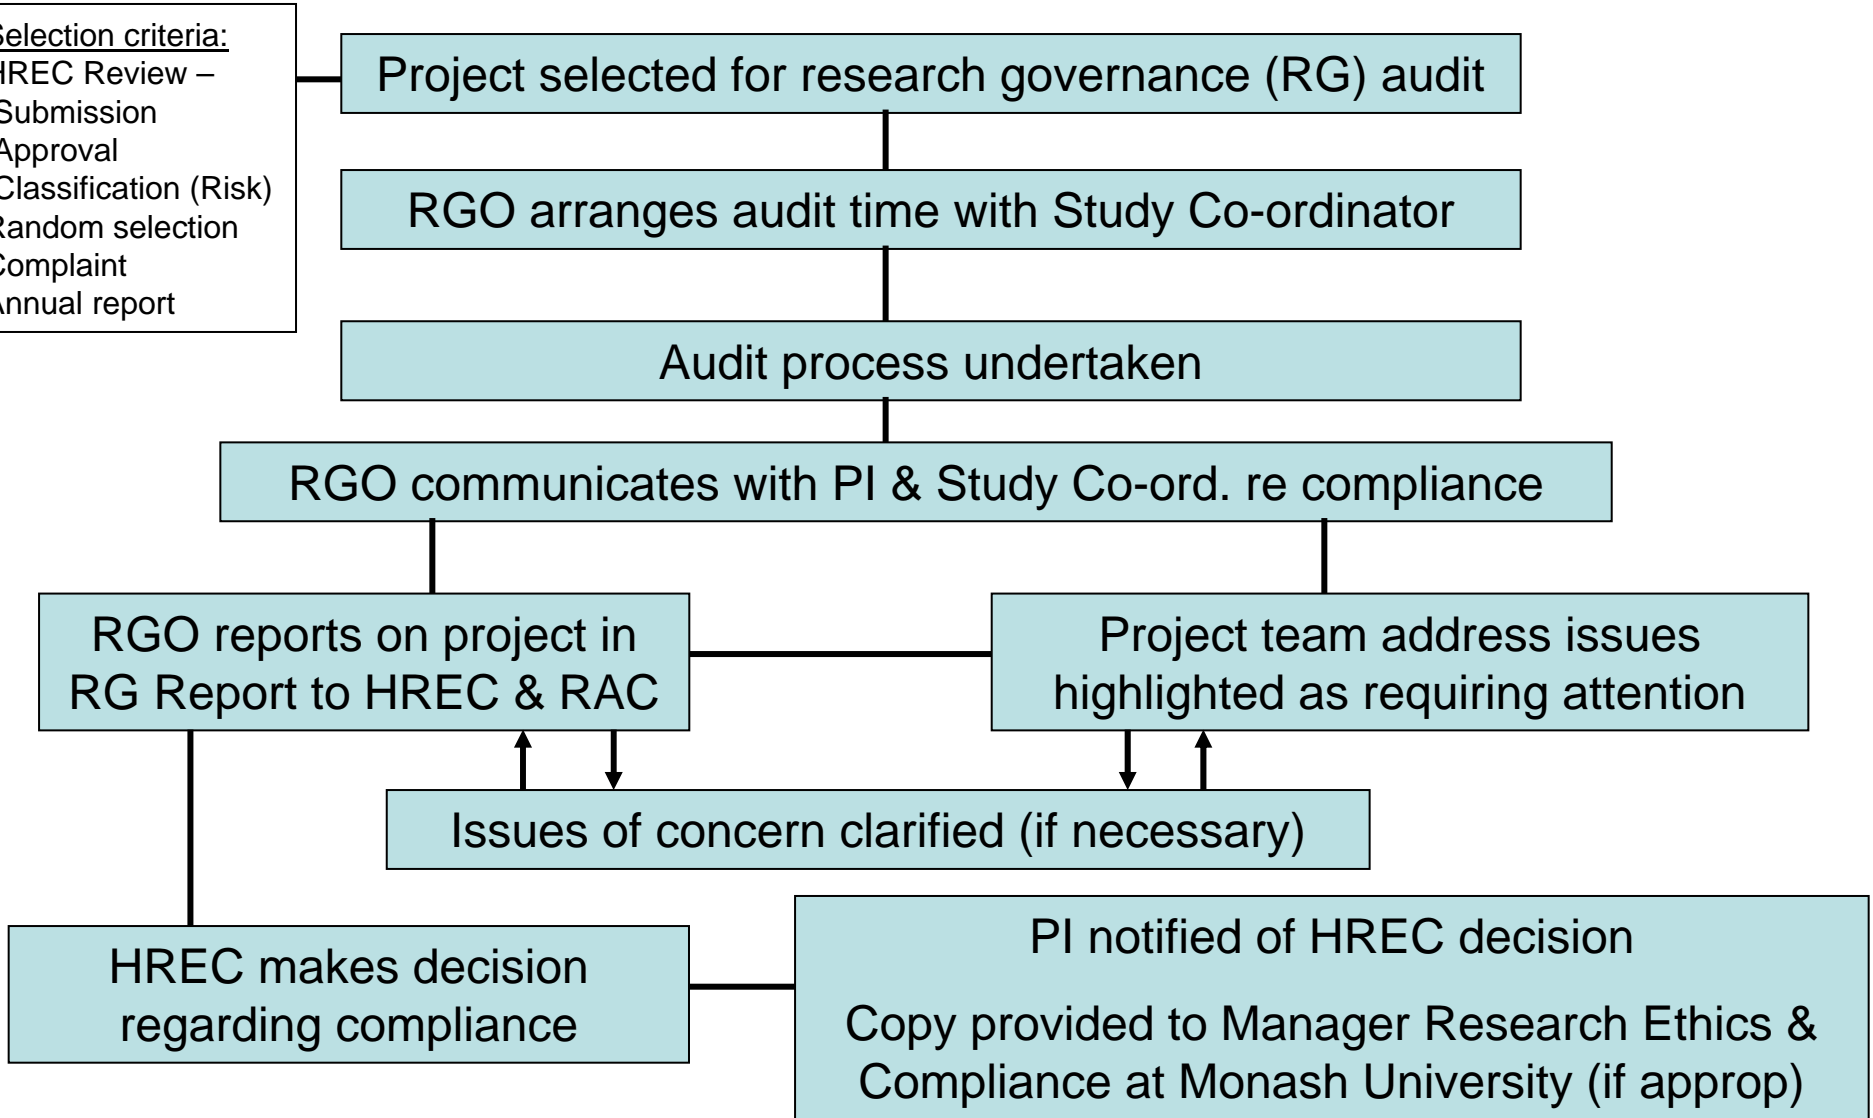 Selection criteria:
HREC Review –
Submission
Approval
Classification (Risk)
Random selection
Complaint
Annual report
Project selected for research governance (RG) audit
RGO arranges audit time with Study Co-ordinator
Audit process undertaken
RGO communicates with PI & Study Co-ord. re compliance
RGO reports on project in
RG Report to HREC & RAC
Project team address issues
highlighted as requiring attention
Issues of concern clarified (if necessary)
HREC makes decision
regarding compliance
PI notified of HREC decision
Copy provided to Manager Research Ethics &
Compliance at Monash University (if approp)